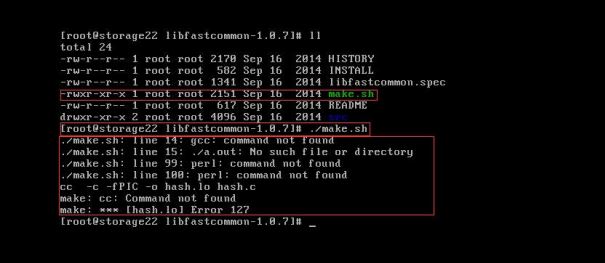 [root@storage22 libfastcommon-1.0.7]# ll
total 24
-rw-r--r-- 1 root root 2170 Sep 16  2014 HISTORY
-rw-r--r-- 1 root root  582 Sep 16  2014 INSTALL
-rw-r--r-- 1 root root 1341 Sep 16  2014 libfastcommon.spec
-rwxr-xr-x 1 root root 2151 Sep 16  2014 make.sh
-rw-r--r-- 1 root root  617 Sep 16  2014 README
drwxr-xr-x 2 root root 4096 Sep 16  2014 src
[root@storage22 libfastcommon-1.0.7]# ./make.sh
./make.sh: line 14: gcc: command not found
./make.sh: line 15: ./a.out: No such file or directory
./make.sh: line 99: perl: command not found
./make.sh: line 100: perl: command not found
cc  -c -fPIC -o hash.lo hash.c
make: cc: Command not found
make: *** [hash.lo] Error 127
[root@storage22 libfastcommon-1.0.7]# _